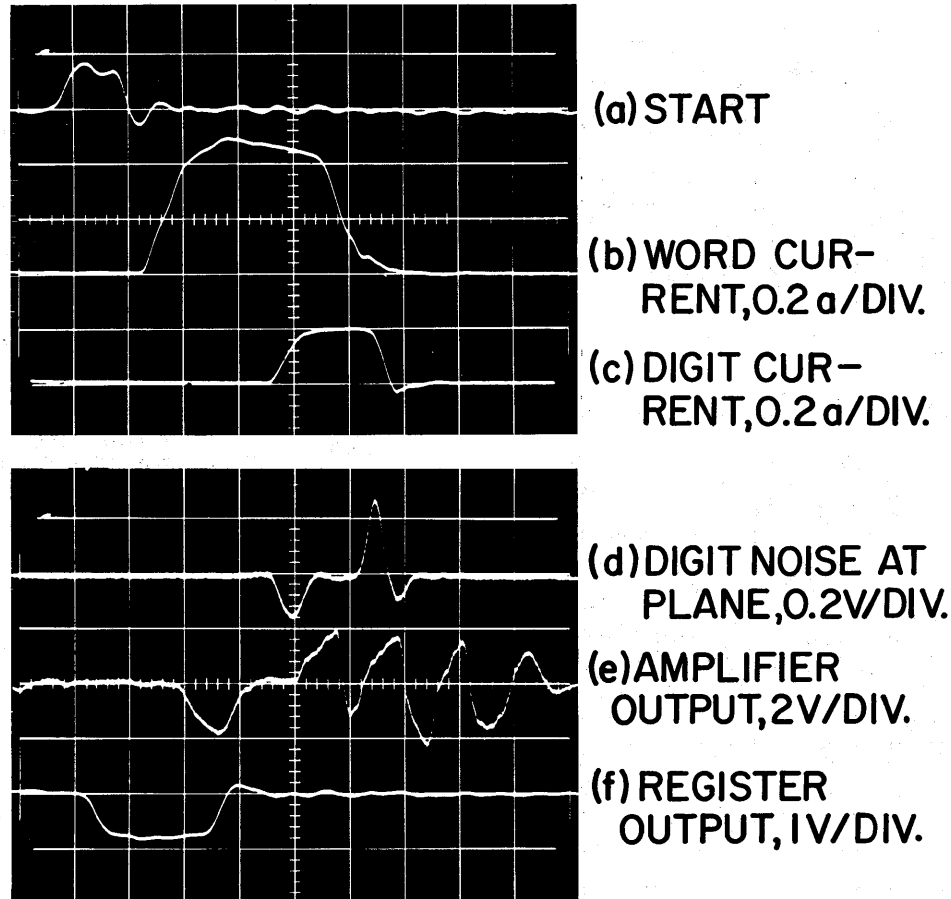 (a) START
(b) WORD CUR-
RENT, 0.2 a/DIV.
(c) DIGIT CUR-
RENT, 0.2 a/DIV.
(d) DIGIT NOISE AT
PLANE, 0.2V/DIV.
(e) AMPLIFIER
OUTPUT, 2V/DIV.
(f) REGISTER
OUTPUT, 1V/DIV.